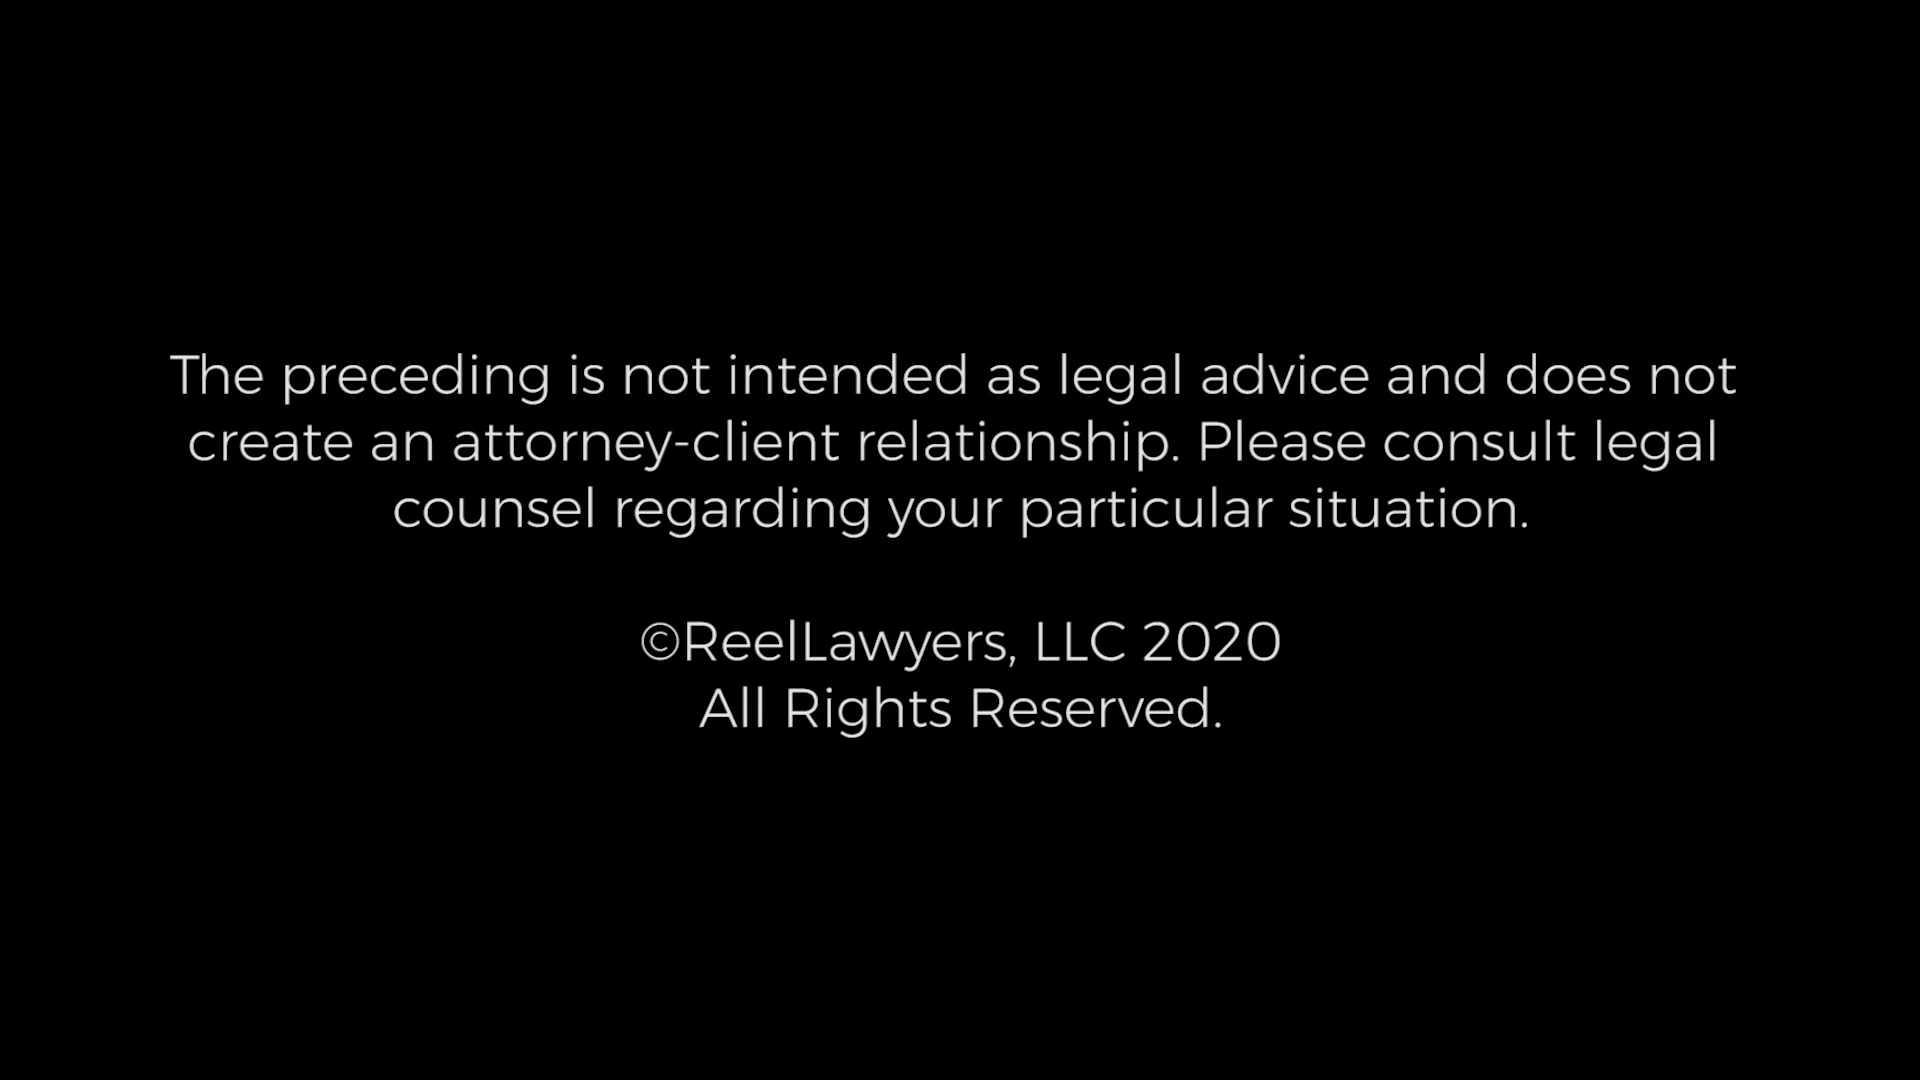 The preceding is not intended as legal advice and does not
create an attorney-client relationship. Please consult legal
counsel regarding your particular situation.
©ReelLawyers, LLC 2020
All Rights Reserved.